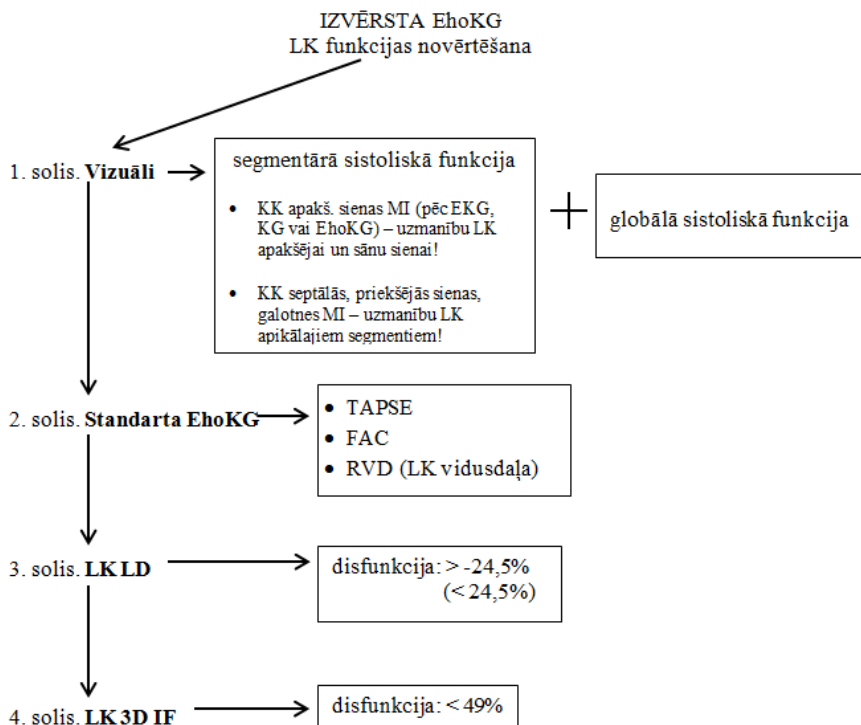 IZVĒRSTA EhoKG
LK funkcijas novērtēšana
1. solis. Vizuāli
segmentārā sistoliskā funkcija
• KK apakš. sienas MI (pēc EKG,
KG vai EhoKG) – uzmanību LK
apakšējai un sānu sienai!
• KK septālās, priekšējās sienas,
galotnes MI – uzmanību LK
apikālajiem segmentiem!
+
globālā sistoliskā funkcija
2. solis. Standarta EhoKG
• TAPSE
• FAC
• RVD (LK vidusdaļa)
3. solis. LK LD
disfunkcija: > -24,5%
(< 24,5%)
4. solis. LK 3D IF
disfunkcija: < 49%